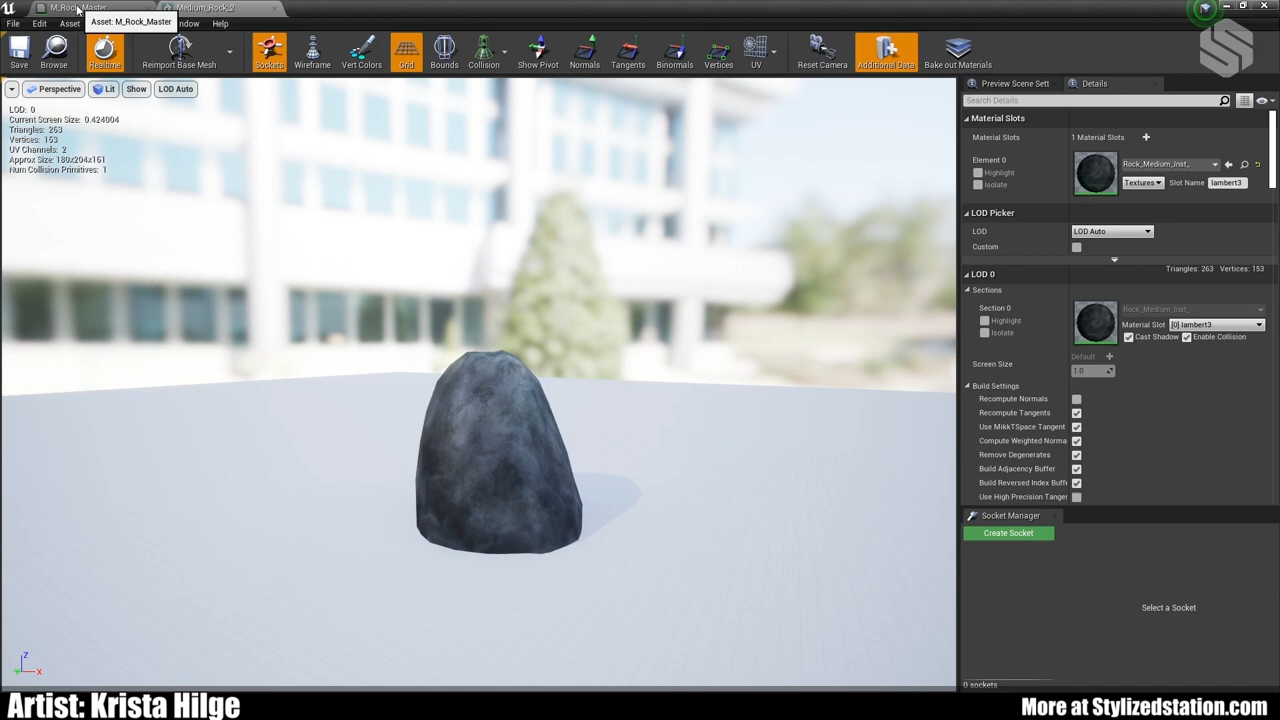 M_Rock_Master
Medium_Rock_2
File
Edit
Asset
Help
Asset: M_Rock_Master
Save
Browse
Realtime
Reimport Base Mesh
Sockets
Wireframe
Vert Colors
Grid
Bounds
Collision
Show Pivot
Normals
Tangents
Binormals
Vertices
UV
Reset Camera
Additional Data
Bake out Materials
Perspective
Lit
Show
LOD Auto
LOD: 0
Current Screen Size: 0.424004
Triangles: 263
Vertices: 153
UV Channels: 2
Approx Size: 180x204x161
Num Collision Primitives: 1
Preview Scene Sett
Details
Search Details
Material Slots
Material Slots
1 Material Slots
Element 0
Highlight
Isolate
Rock_Medium_Inst_
Textures
Slot Name
lambert3
LOD Picker
LOD
LOD Auto
Custom
Triangles: 263 Vertices: 153
LOD 0
Sections
Section 0
Highlight
Isolate
Rock_Medium_Inst_
Material Slot
[0] lambert3
Cast Shadow
Enable Collision
Screen Size
Default
1.0
Build Settings
Recompute Normals
Recompute Tangents
Use MikkTSpace Tangent
Compute Weighted Norma
Remove Degenerates
Build Adjacency Buffer
Build Reversed Index Buff
Use High Precision Tanger
Socket Manager
Create Socket
Select a Socket
0 sockets
Z
X
Artist: Krista Hilge
More at Stylizedstation.com